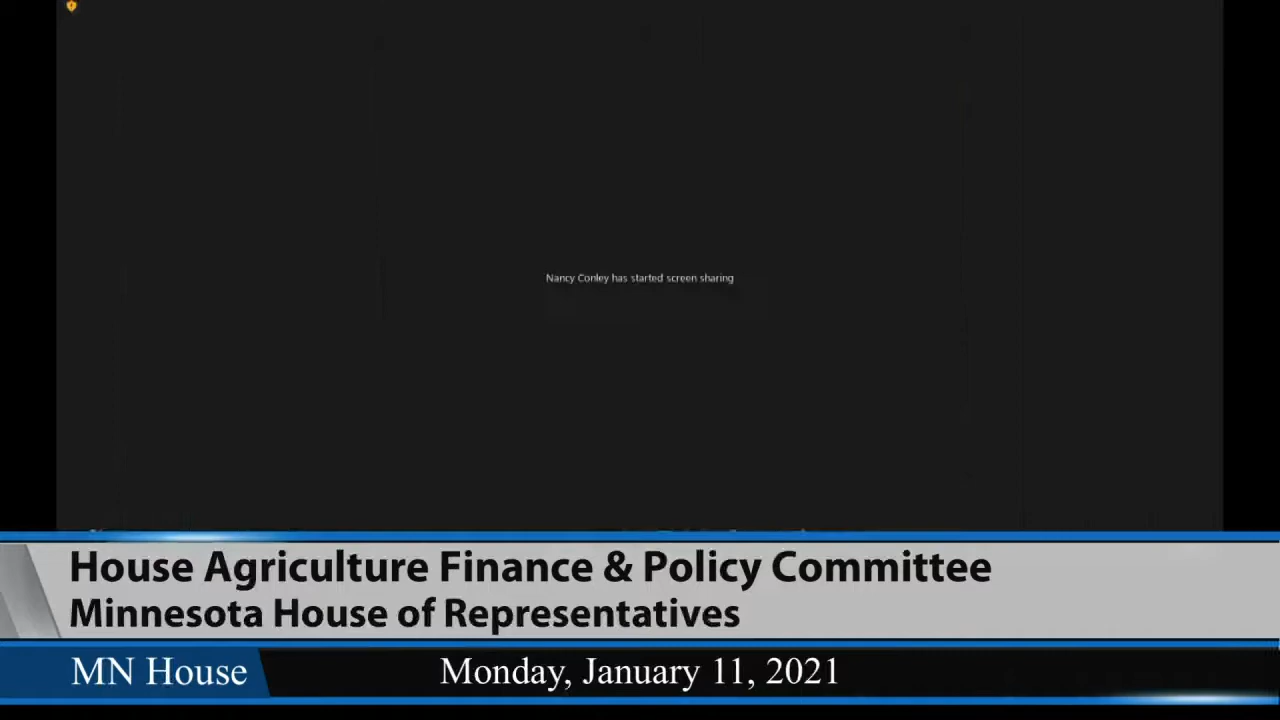 Nancy Conley has started screen sharing
House Agriculture Finance & Policy Committee
Minnesota House of Representatives
MN House
Monday, January 11, 2021